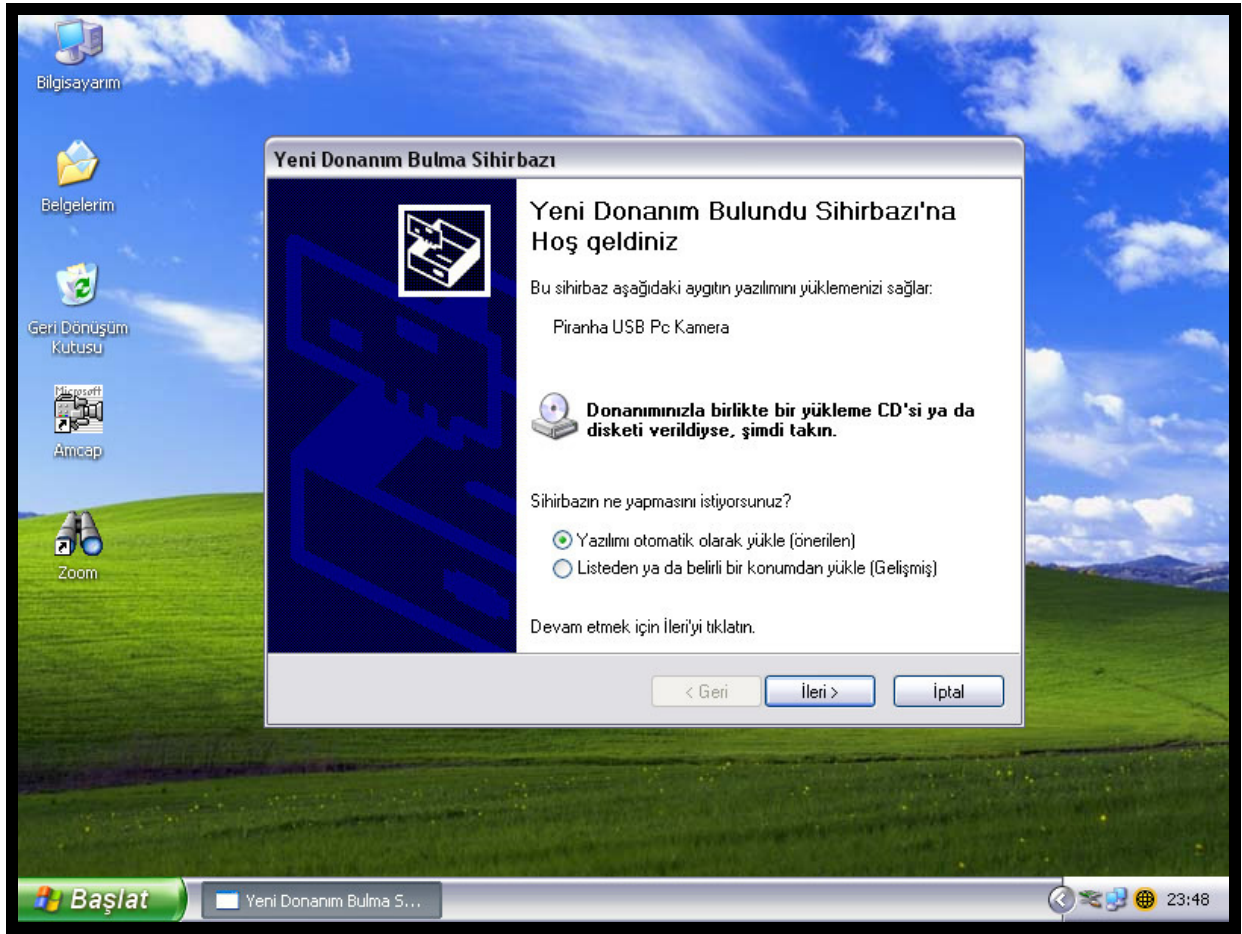 Bilgisayarım
Belgelerim
Geri Dönüşüm
Kutusu
Microsoft
Amcap
Zoom
Yeni Donanım Bulma Sihirbazı
Yeni Donanım Bulundu Sihirbazı'na
Hoş geldiniz
Bu sihirbaz aşağıdaki aygıtın yazılımını yüklemenizi sağlar:
Piranha USB Pc Kamera
Donanımınızla birlikte bir yükleme CD'si ya da
disketi verildiyse, şimdi takın.
Sihirbazın ne yapmasını istiyorsunuz?
Yazılımı otomatik olarak yükle (önerilen)
Listeden ya da belirli bir konumdan yükle (Gelişmiş)
Devam etmek için İleri'yi tıklatın.
< Geri
İleri >
İptal
Başlat
Yeni Donanım Bulma S...
23:48